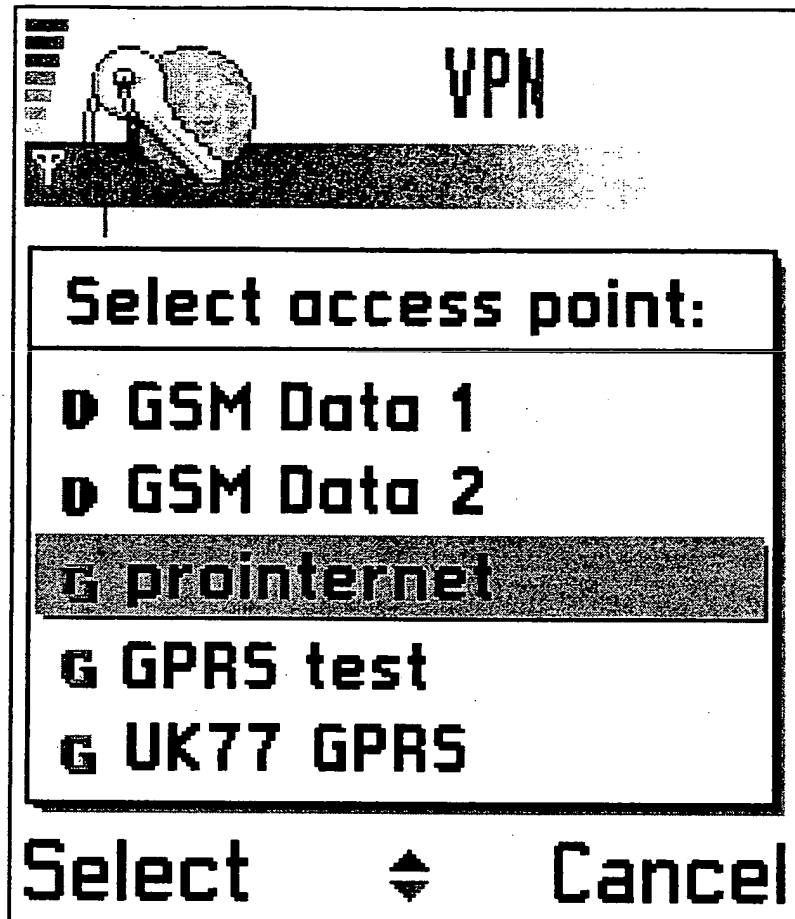 VPN
Select access point:
D GSM Data 1
D GSM Data 2
G prointernet
G GPRS test
G UK77 GPRS
Select Cancel